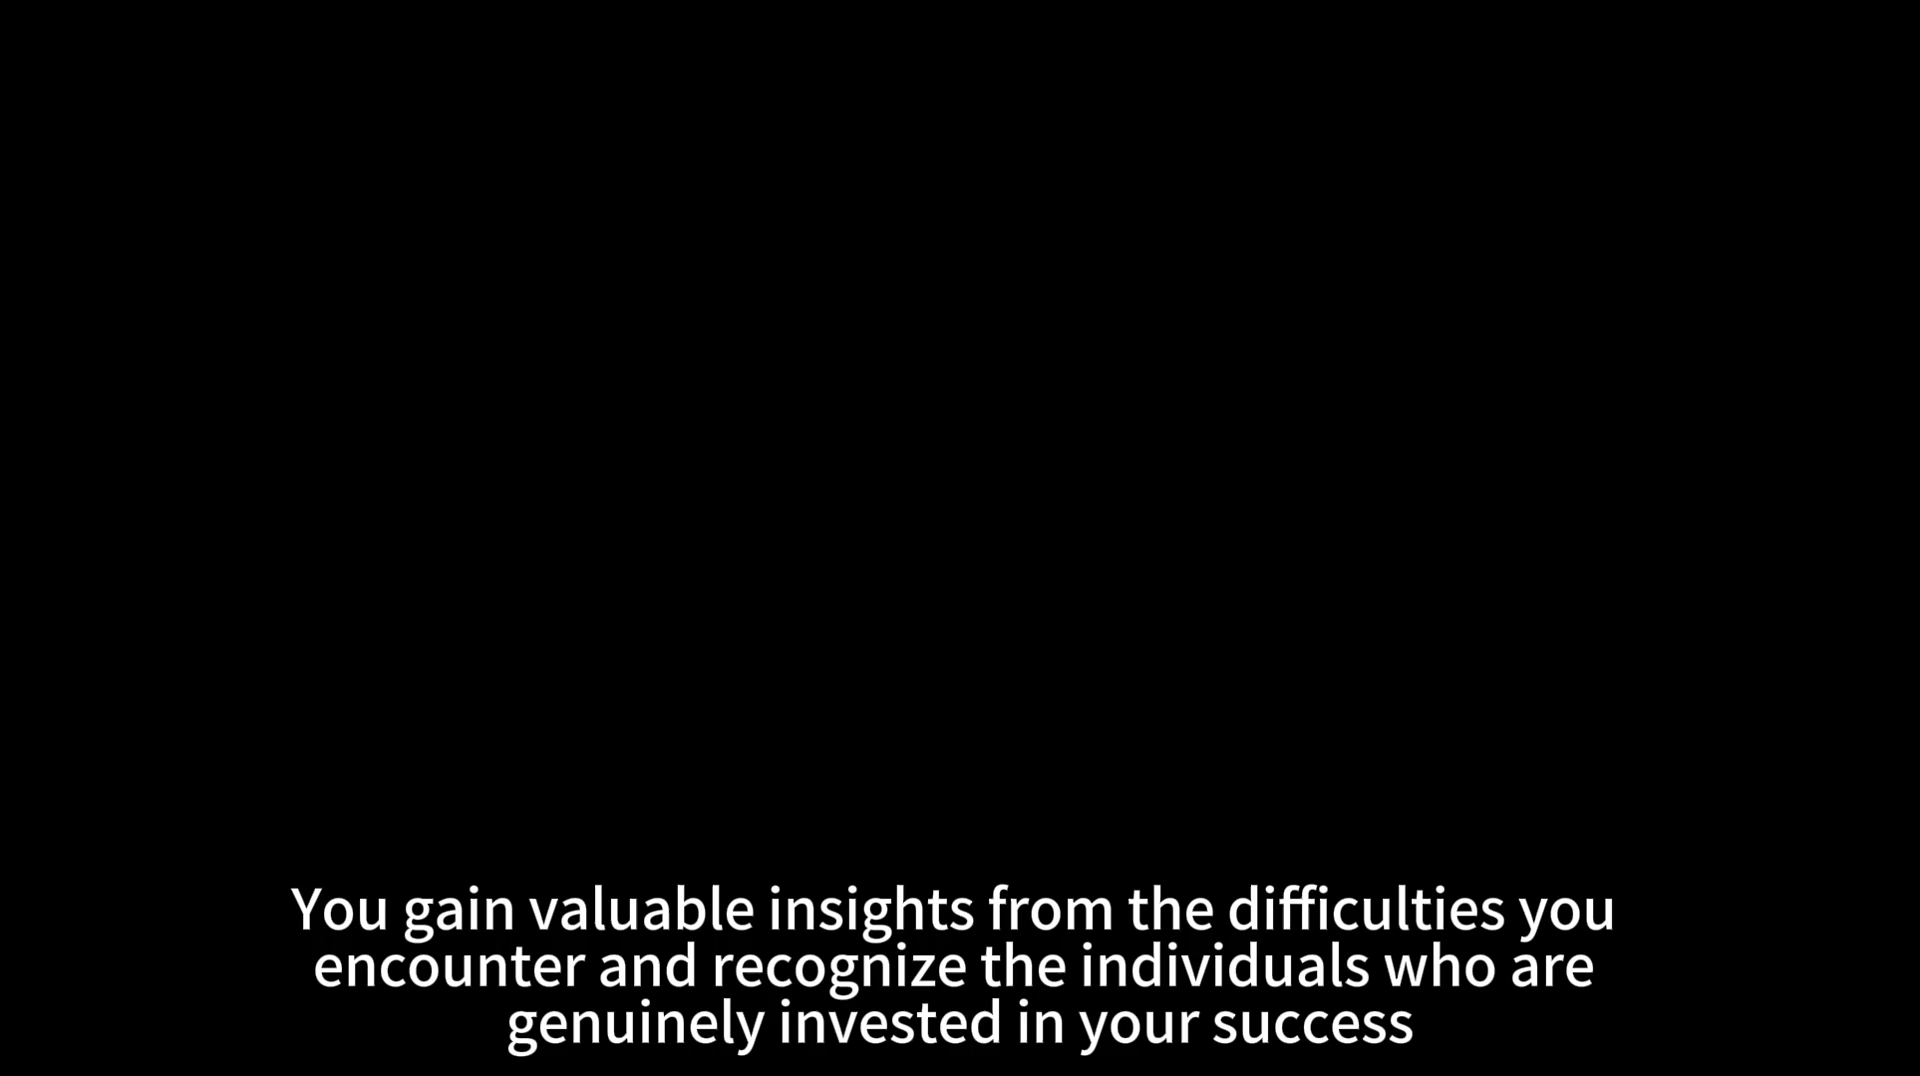 You gain valuable insights from the difficulties you
encounter and recognize the individuals who are
genuinely invested in your success